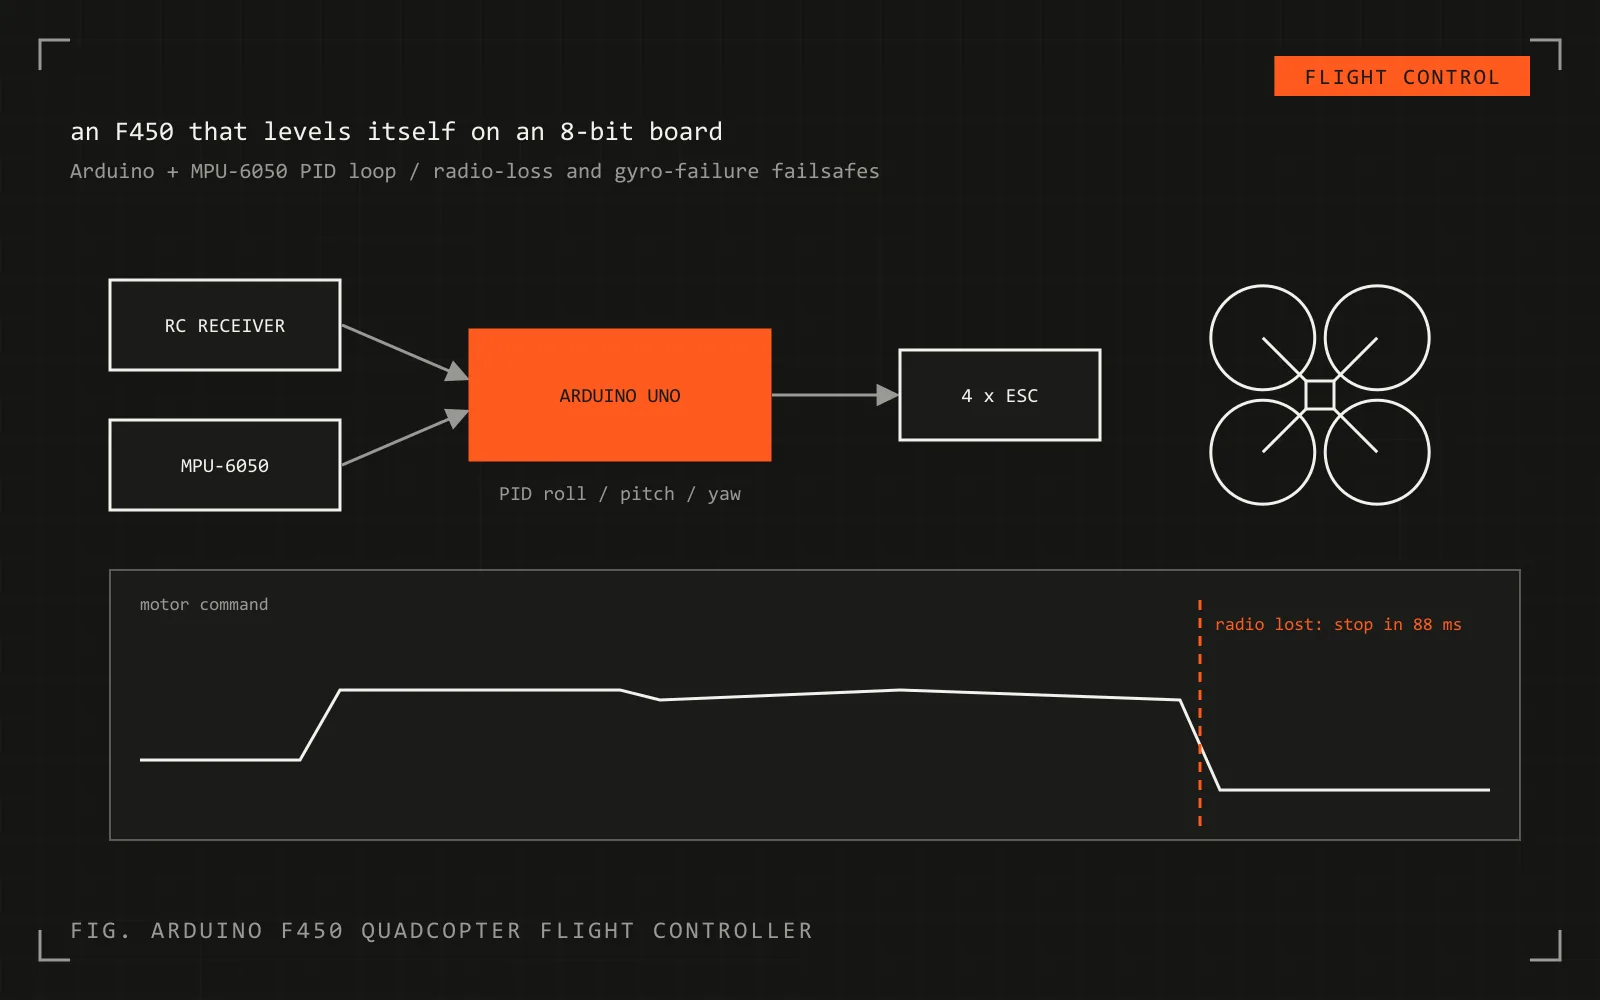 FLIGHT CONTROL
an F450 that levels itself on an 8-bit board
Arduino + MPU-6050 PID loop / radio-loss and gyro-failure failsafes
RC RECEIVER
ARDUINO UNO
4 x ESC
MPU-6050
PID roll / pitch / yaw
motor command
radio lost: stop in 88 ms
FIG. ARDUINO F450 QUADCOPTER FLIGHT CONTROLLER